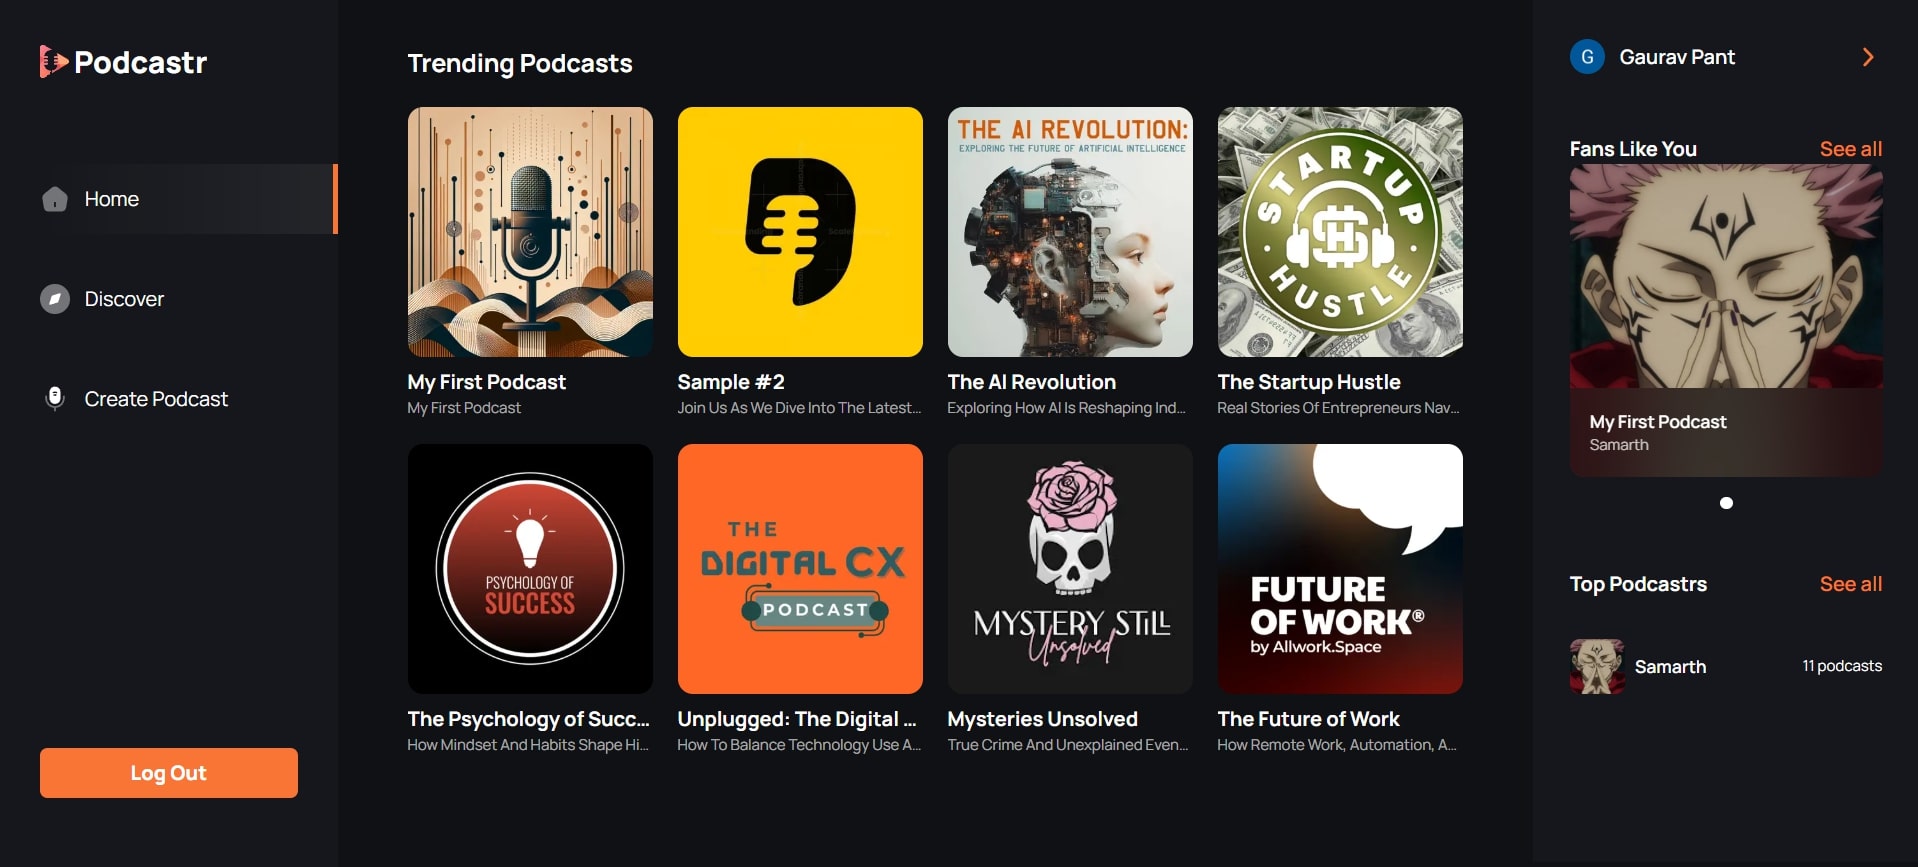 Podcastr
Home
Discover
Create Podcast
Log Out
Trending Podcasts
My First Podcast
My First Podcast
Sample #2
Join Us As We Dive Into The Latest...
THE AI REVOLUTION:
EXPLORING THE FUTURE OF ARTIFICIAL INTELLIGENCE
The AI Revolution
Exploring How AI Is Reshaping Ind...
STARTUP
HUSTLE
The Startup Hustle
Real Stories Of Entrepreneurs Nav...
PSYCHOLOGY OF
SUCCESS
The Psychology of Succ...
How Mindset And Habits Shape Hi...
THE
DIGITAL CX
PODCAST
Unplugged: The Digital ...
How To Balance Technology Use A...
MYSTERY STILL
Unsolved
Mysteries Unsolved
True Crime And Unexplained Even...
FUTURE
OF WORK®
by Allwork.Space
The Future of Work
How Remote Work, Automation, A...
G
Gaurav Pant
Fans Like You
See all
My First Podcast
Samarth
Top Podcastrs
See all
Samarth
11 podcasts